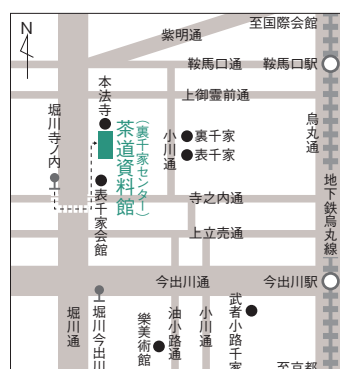 至国際会館
N
紫明通
鞍馬口通
鞍馬口駅
上御霊前通
本法寺
(裏千家センター)
茶道資料館
小川通
裏千家
表千家
烏丸通
堀川寺ノ内
表千家会館
寺之内通
地下鉄烏丸線
上立売通
今出川通
今出川駅
堀川通
堀川今出川
樂美術館
油小路通
小川通
武者小路千家
至京都